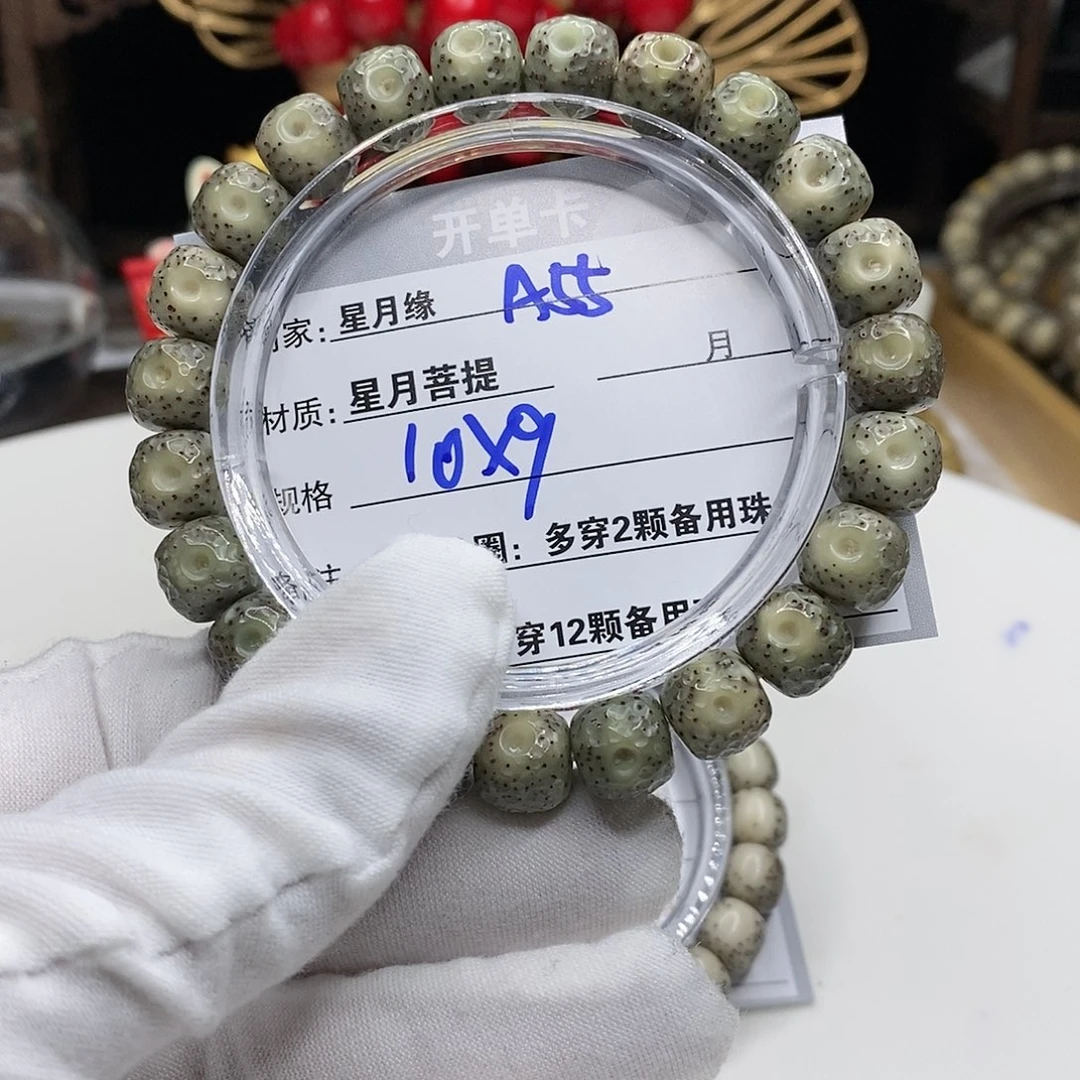 开单卡
家：星月缘 A55
月
材质：星月菩提
规格 10X9
圈：多穿2颗备用珠
穿12颗备用